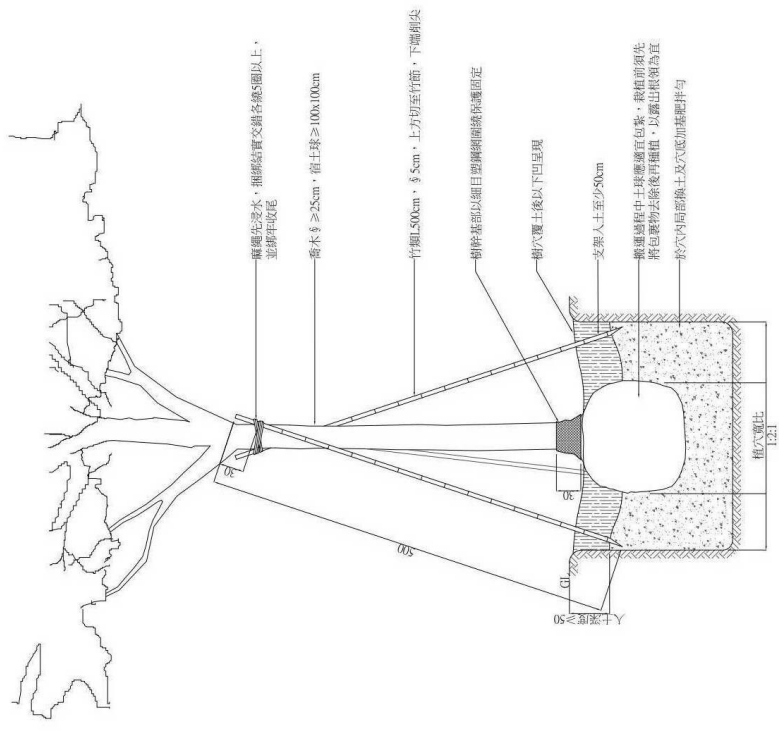 麻繩先浸水，捆綁結實交錯各繞5圈以上，
並綁牢收尾
喬木∮≥25cm，宿土球≥100x100cm
竹類L500cm，∮5cm，上方切至竹節，下端削尖
樹幹基部以細目塑鋼網圍繞保護固定
樹穴覆土後以下凹呈現
支架入土至少50cm
搬運過程中土球應適宜包紮，栽植前須先
將包裹物去除後再種植，以露出根領為宜
於穴內局部換土及穴底加基肥拌勻
30
500
30
GL
入土深度≥50
植穴寬比
1:2:1